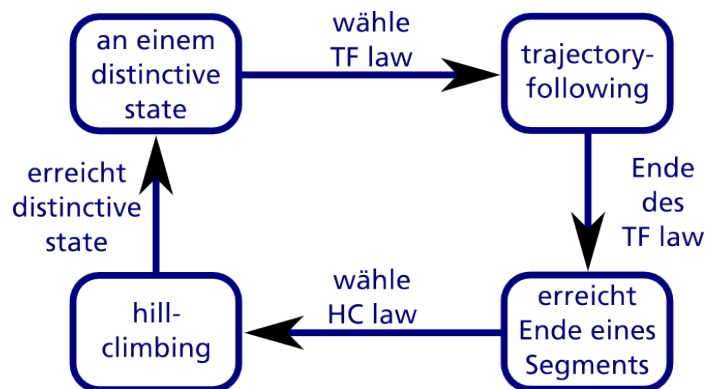 an einem
distinctive
state
wähle
TF law
trajectory-
following
Ende
des
TF law
erreicht
Ende eines
Segments
wähle
HC law
hill-
climbing
erreicht
distinctive
state